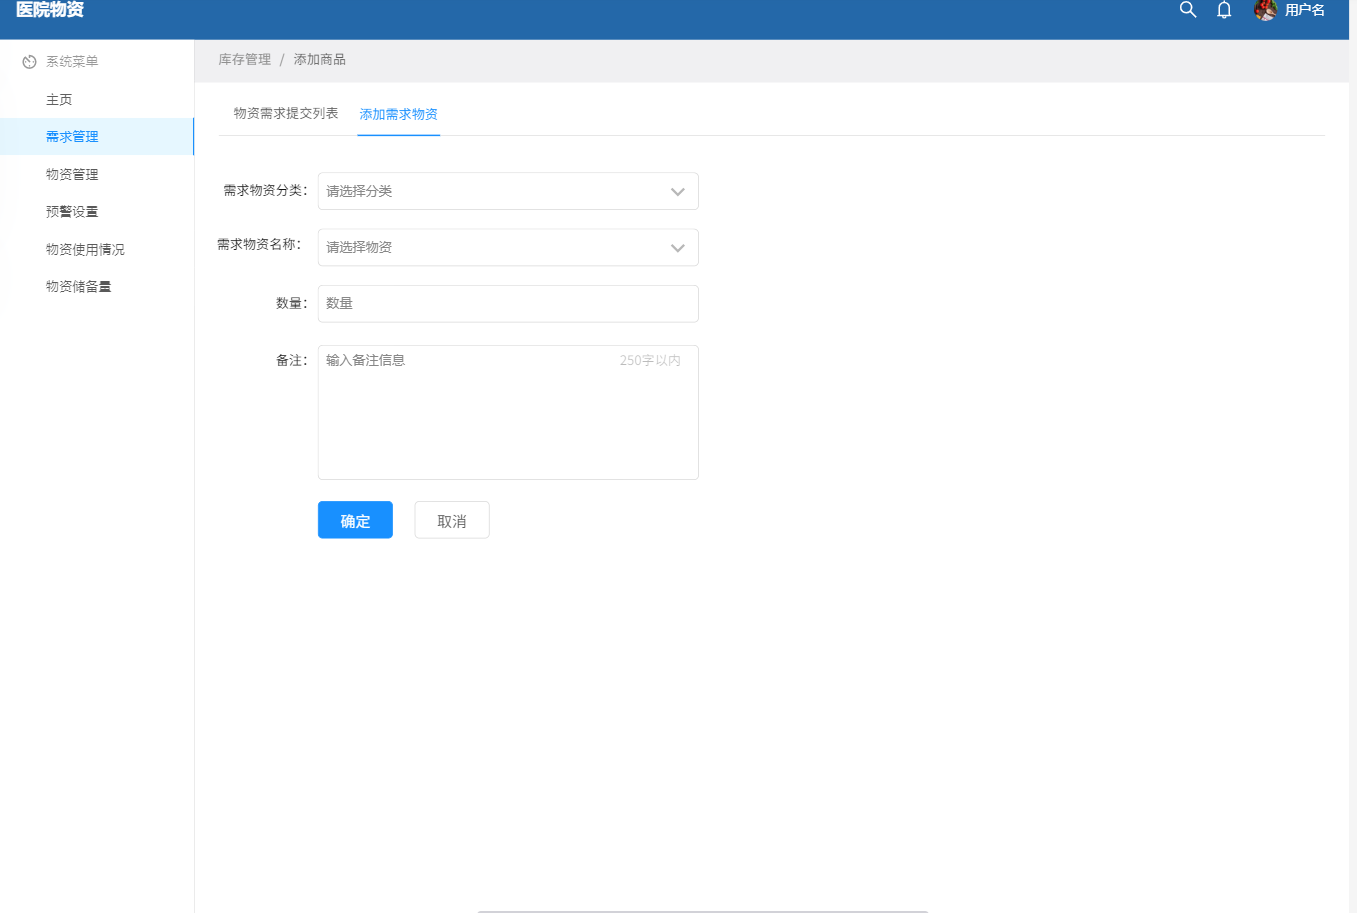 医院物资
用户名
系统菜单
主页
需求管理
物资管理
预警设置
物资使用情况
物资储备量
库存管理 / 添加商品
物资需求提交列表 添加需求物资
需求物资分类： 请选择分类
需求物资名称： 请选择物资
数量： 数量
备注： 输入备注信息 250字以内
确定 取消